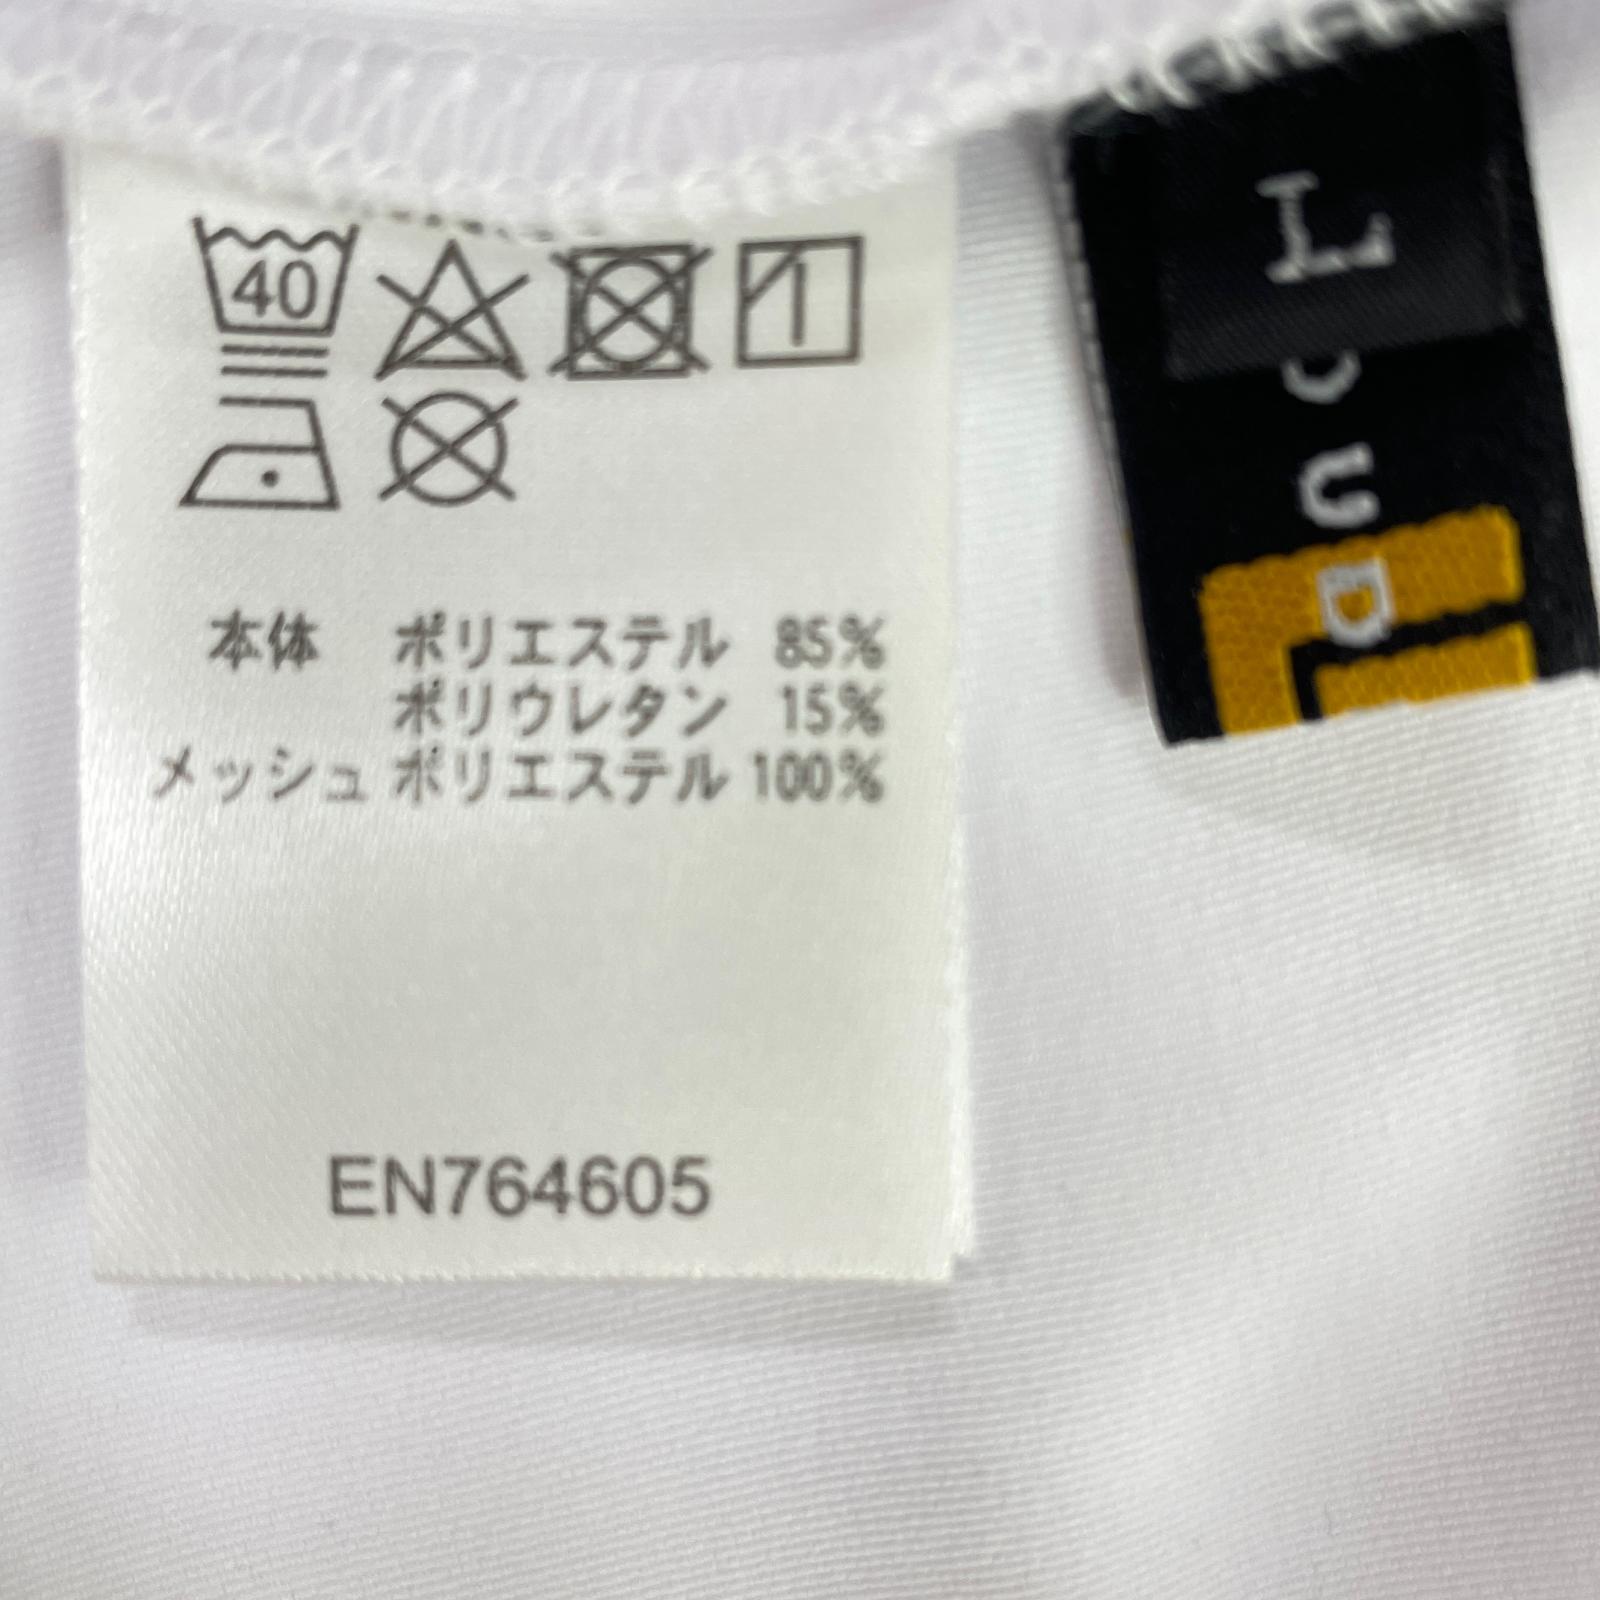 40
本体 ポリエステル 85%
ポリウレタン 15%
メッシュ ポリエステル 100%
EN764605
L